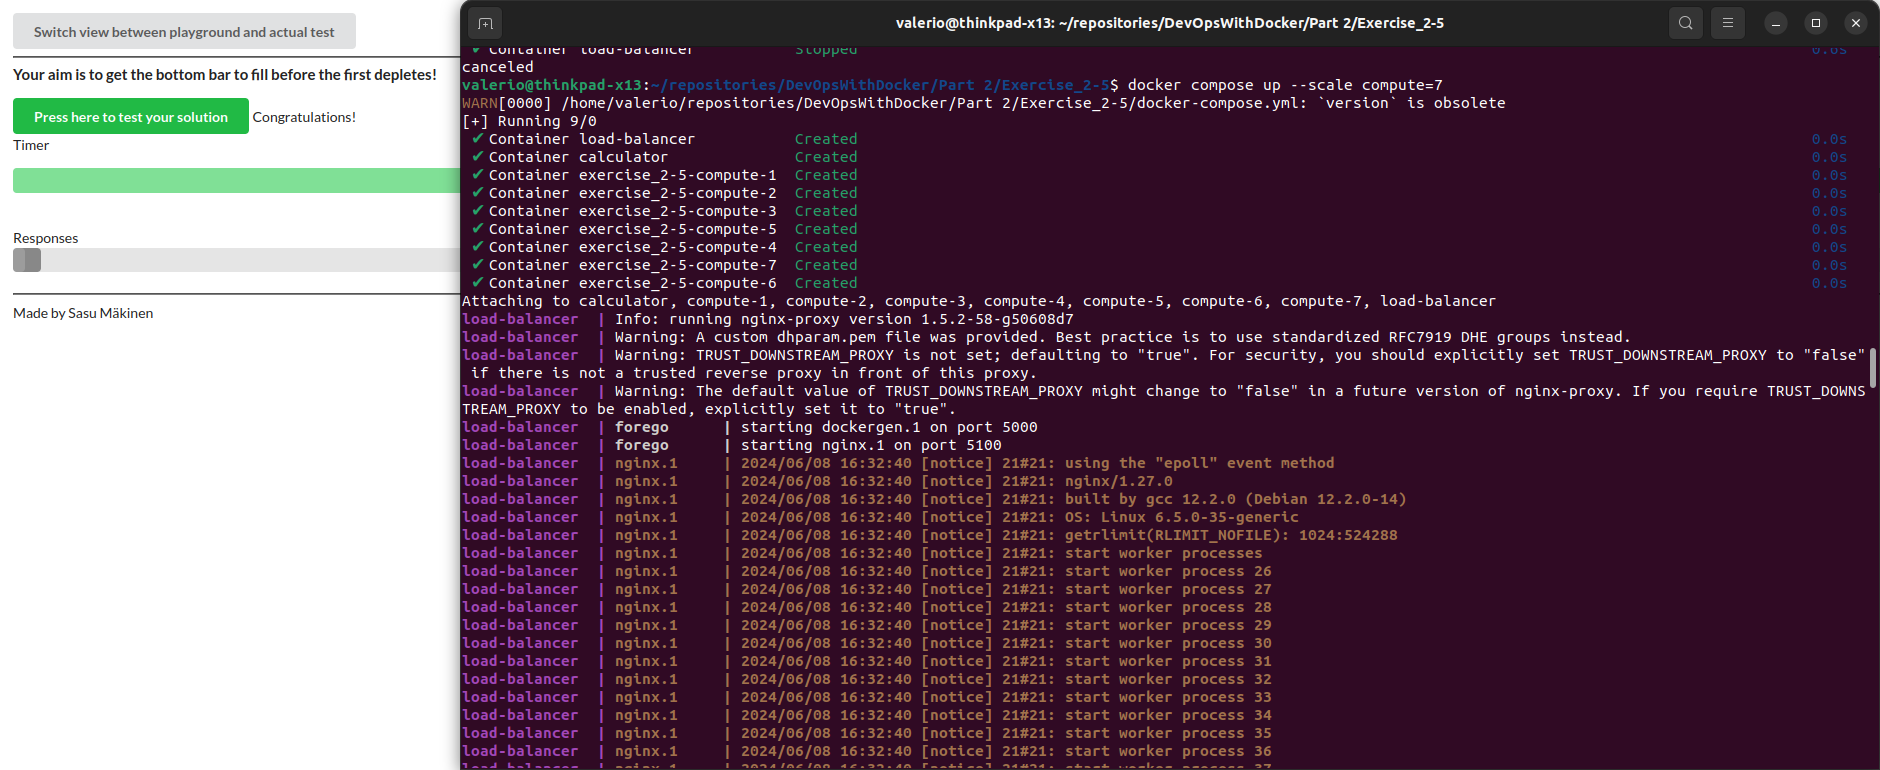 Switch view between playground and actual test
Your aim is to get the bottom bar to fill before the first depletes!
Press here to test your solution Congratulations!
Timer
Responses
Made by Sasu Mäkinen
valerio@thinkpad-x13: ~/repositories/DevOpsWithDocker/Part 2/Exercise_2-5
✔ Container load-balancer Stopped 0.6s
canceled
valerio@thinkpad-x13:~/repositories/DevOpsWithDocker/Part 2/Exercise_2-5$ docker compose up --scale compute=7
WARN[0000] /home/valerio/repositories/DevOpsWithDocker/Part 2/Exercise_2-5/docker-compose.yml: `version` is obsolete
[+] Running 9/0
✔ Container load-balancer Created 0.0s
✔ Container calculator Created 0.0s
✔ Container exercise_2-5-compute-1 Created 0.0s
✔ Container exercise_2-5-compute-2 Created 0.0s
✔ Container exercise_2-5-compute-3 Created 0.0s
✔ Container exercise_2-5-compute-5 Created 0.0s
✔ Container exercise_2-5-compute-4 Created 0.0s
✔ Container exercise_2-5-compute-7 Created 0.0s
✔ Container exercise_2-5-compute-6 Created 0.0s
Attaching to calculator, compute-1, compute-2, compute-3, compute-4, compute-5, compute-6, compute-7, load-balancer
load-balancer | Info: running nginx-proxy version 1.5.2-58-g50608d7
load-balancer | Warning: A custom dhparam.pem file was provided. Best practice is to use standardized RFC7919 DHE groups instead.
load-balancer | Warning: TRUST_DOWNSTREAM_PROXY is not set; defaulting to "true". For security, you should explicitly set TRUST_DOWNSTREAM_PROXY to "false"
if there is not a trusted reverse proxy in front of this proxy.
load-balancer | Warning: The default value of TRUST_DOWNSTREAM_PROXY might change to "false" in a future version of nginx-proxy. If you require TRUST_DOWNS
TREAM_PROXY to be enabled, explicitly set it to "true".
load-balancer | forego | starting dockergen.1 on port 5000
load-balancer | forego | starting nginx.1 on port 5100
load-balancer | nginx.1 | 2024/06/08 16:32:40 [notice] 21#21: using the "epoll" event method
load-balancer | nginx.1 | 2024/06/08 16:32:40 [notice] 21#21: nginx/1.27.0
load-balancer | nginx.1 | 2024/06/08 16:32:40 [notice] 21#21: built by gcc 12.2.0 (Debian 12.2.0-14)
load-balancer | nginx.1 | 2024/06/08 16:32:40 [notice] 21#21: OS: Linux 6.5.0-35-generic
load-balancer | nginx.1 | 2024/06/08 16:32:40 [notice] 21#21: getrlimit(RLIMIT_NOFILE): 1024:524288
load-balancer | nginx.1 | 2024/06/08 16:32:40 [notice] 21#21: start worker processes
load-balancer | nginx.1 | 2024/06/08 16:32:40 [notice] 21#21: start worker process 26
load-balancer | nginx.1 | 2024/06/08 16:32:40 [notice] 21#21: start worker process 27
load-balancer | nginx.1 | 2024/06/08 16:32:40 [notice] 21#21: start worker process 28
load-balancer | nginx.1 | 2024/06/08 16:32:40 [notice] 21#21: start worker process 29
load-balancer | nginx.1 | 2024/06/08 16:32:40 [notice] 21#21: start worker process 30
load-balancer | nginx.1 | 2024/06/08 16:32:40 [notice] 21#21: start worker process 31
load-balancer | nginx.1 | 2024/06/08 16:32:40 [notice] 21#21: start worker process 32
load-balancer | nginx.1 | 2024/06/08 16:32:40 [notice] 21#21: start worker process 33
load-balancer | nginx.1 | 2024/06/08 16:32:40 [notice] 21#21: start worker process 34
load-balancer | nginx.1 | 2024/06/08 16:32:40 [notice] 21#21: start worker process 35
load-balancer | nginx.1 | 2024/06/08 16:32:40 [notice] 21#21: start worker process 36
load-balancer | nginx.1 | 2024/06/08 16:32:40 [notice] 21#21: start worker process 37